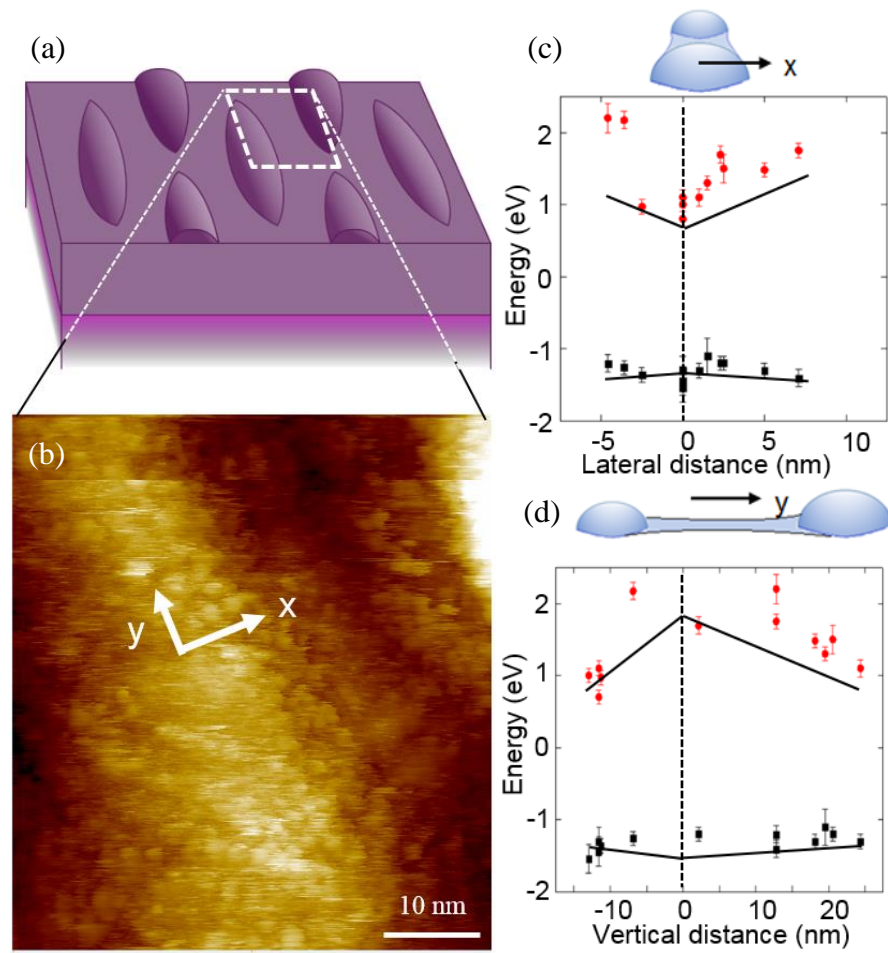 (a)
(b)
y
x
10 nm
(c)
x
Energy (eV)
2
1
0
-1
-2
-5
0
5
10
Lateral distance (nm)
(d)
y
Energy (eV)
2
1
0
-1
-2
-10
0
10
20
Vertical distance (nm)